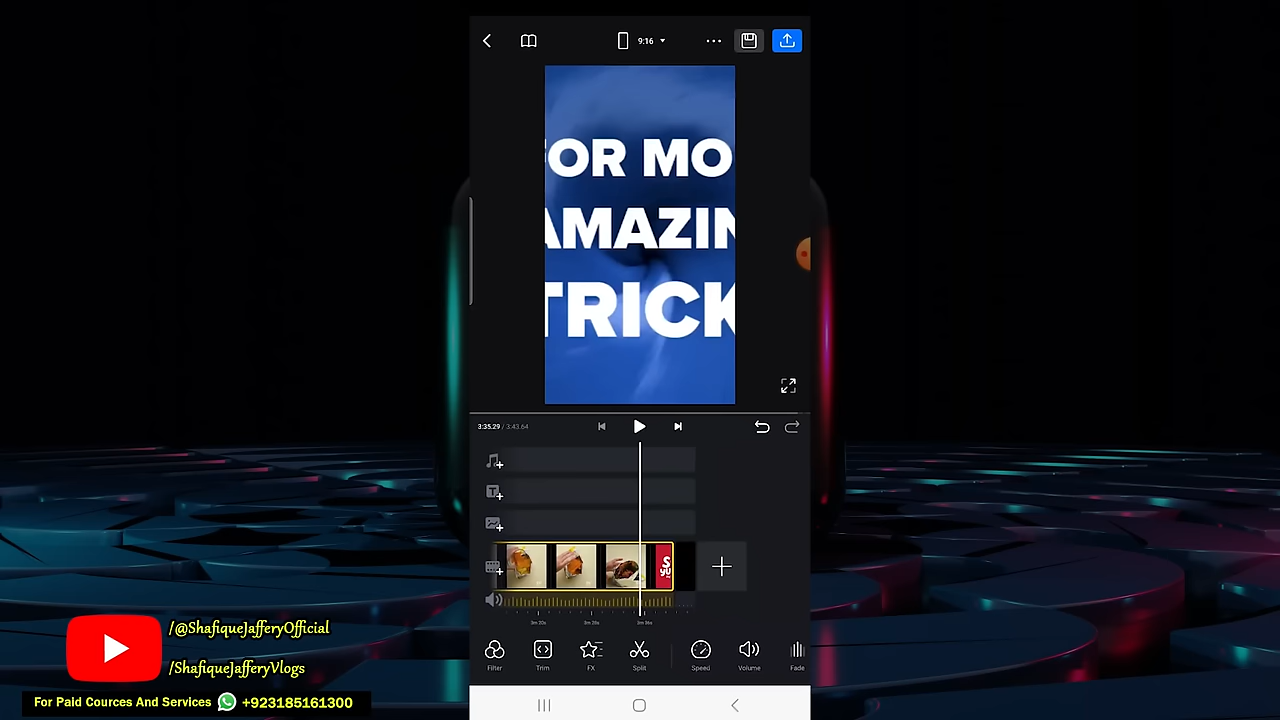 9:16
OR MO
AMAZIN
TRICK
3:35.29 / 3:43.64
Filter
Trim
FX
Split
Speed
Volume
Fade
/@ShafiqueJafferyOfficial
/ShafiqueJafferyVlogs
For Paid Cources And Services +923185161300